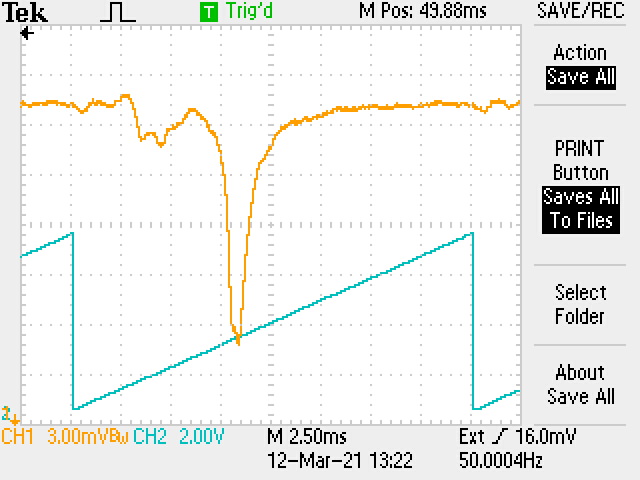 Tek
T Trig'd
M Pos: 49.88ms
SAVE/REC
Action
Save All
PRINT
Button
Saves All
To Files
Select
Folder
About
Save All
CH1 3.00mVBw CH2 2.00V
M 2.50ms
Ext 16.0mV
12-Mar-21 13:22
50.0004Hz